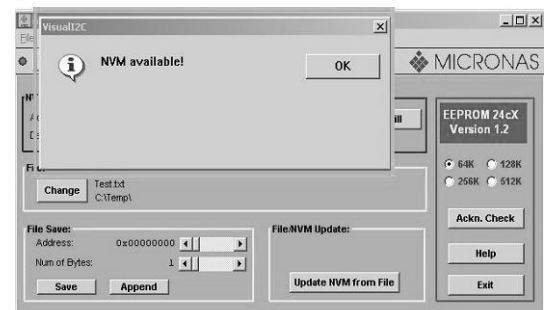 VisualI2C
NVM available!
OK
MICRONAS
EEPROM 24cX
Version 1.2
64K 128K
256K 512K
Ackn. Check
Help
Exit
Change
Test.txt
C:\Temp\
File Save:
Address: 0x00000000
Num of Bytes: 1
Save Append
File/NVM Update:
Update NVM from File